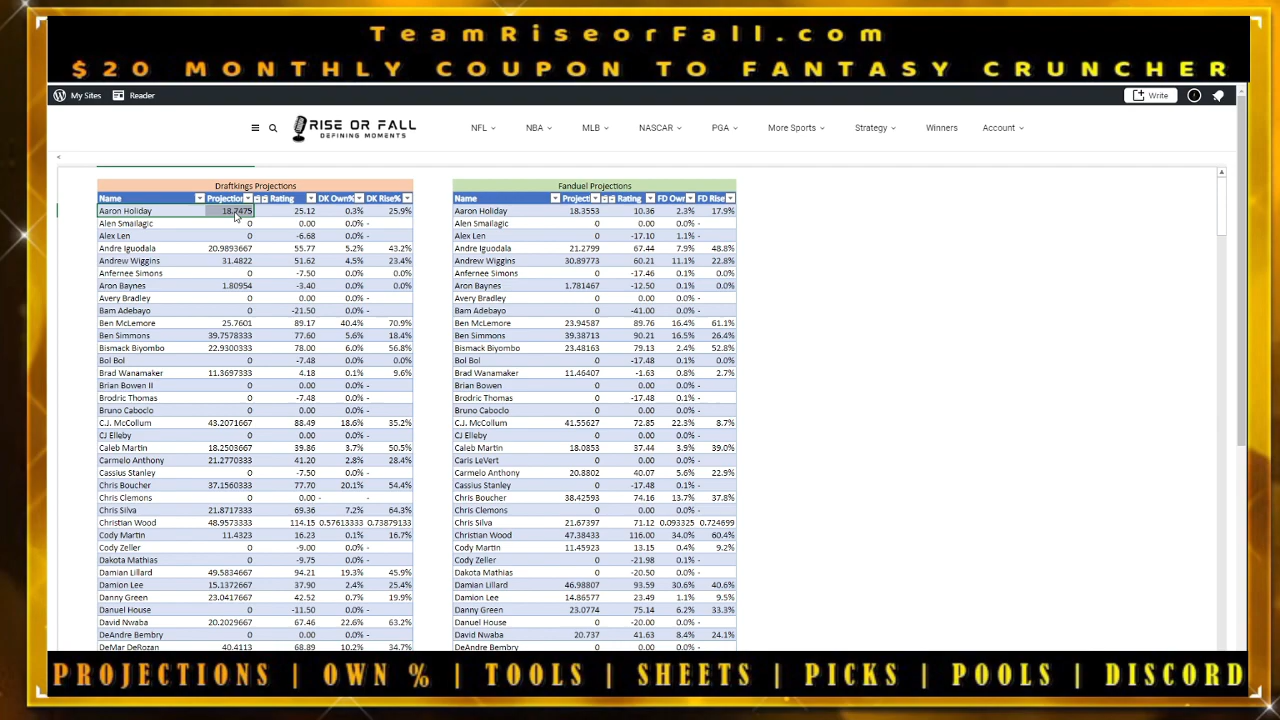 TeamRiseorFall.com
$20 MONTHLY COUPON TO FANTASY CRUNCHER
My Sites Reader Write
RISE OR FALL
DEFINING MOMENTS
NFL NBA MLB NASCAR PGA More Sports Strategy Winners Account
<
Draftkings Projections Fanduel Projections
Name Projection Rating DK Own% DK Rise% Name Project Rating FD Own FD Rise
Aaron Holiday 18.7475 25.12 0.3% 25.9% Aaron Holiday 18.3553 10.36 2.3% 17.9%
Alen Smailagic 0 0.00 0.0% - Alen Smailagic 0 0.00 0.0% -
Alex Len 0 -6.68 0.0% - Alex Len 0 -17.10 1.1% -
Andre Iguodala 20.9893667 55.77 5.2% 43.2% Andre Iguodala 21.2799 67.44 7.9% 48.8%
Andrew Wiggins 31.4822 51.62 4.5% 23.4% Andrew Wiggins 30.89773 60.21 11.1% 22.8%
Anfernee Simons 0 -7.50 0.0% 0.0% Anfernee Simons 0 -17.46 0.1% 0.0%
Aron Baynes 1.80954 -3.40 0.0% 0.0% Aron Baynes 1.781467 -12.50 0.1% 0.0%
Avery Bradley 0 0.00 0.0% - Avery Bradley 0 0.00 0.0% -
Bam Adebayo 0 -21.50 0.0% - Bam Adebayo 0 -41.00 0.0% -
Ben McLemore 25.7601 89.17 40.4% 70.9% Ben McLemore 23.94587 89.76 16.4% 61.1%
Ben Simmons 39.7578333 77.60 5.6% 18.4% Ben Simmons 39.38713 90.21 16.5% 26.4%
Bismack Biyombo 22.9300333 78.00 6.0% 56.8% Bismack Biyombo 23.48163 79.13 2.4% 52.8%
Bol Bol 0 -7.48 0.0% 0.0% Bol Bol 0 -17.48 0.1% 0.0%
Brad Wanamaker 11.3697333 4.18 0.1% 9.6% Brad Wanamaker 11.46407 -1.63 0.8% 2.7%
Brian Bowen II 0 0.00 0.0% - Brian Bowen 0 0.00 0.0% -
Brodric Thomas 0 -7.48 0.0% - Brodric Thomas 0 -17.48 0.1% -
Bruno Caboclo 0 0.00 0.0% - Bruno Caboclo 0 0.00 0.0% -
C.J. McCollum 43.2071667 88.49 18.6% 35.2% C.J. McCollum 41.55627 72.85 22.3% 8.7%
CJ Elleby 0 0.00 0.0% - CJ Elleby 0 0.00 0.0% -
Caleb Martin 18.2503667 39.86 3.7% 50.5% Caleb Martin 18.0853 37.44 3.9% 39.0%
Carmelo Anthony 21.2770333 41.20 2.8% 28.4% Caris LeVert 0 0.00 0.0% -
Cassius Stanley 0 -7.50 0.0% - Carmelo Anthony 20.8802 40.07 5.6% 22.9%
Chris Boucher 37.1560333 77.70 20.1% 54.4% Cassius Stanley 0 -17.48 0.1% -
Chris Clemons 0 0.00 - - Chris Boucher 38.42593 74.16 13.7% 37.8%
Chris Silva 21.8717333 69.36 7.2% 64.3% Chris Clemons 0 0.00 0.0% -
Christian Wood 48.9573333 114.15 0.57613333 0.73879133 Chris Silva 21.67397 71.12 0.093325 0.724699
Cody Martin 11.4323 16.23 0.1% 16.7% Christian Wood 47.38433 116.00 34.0% 60.4%
Cody Zeller 0 -9.00 0.0% - Cody Martin 11.45923 13.15 0.4% 9.2%
Dakota Mathias 0 -9.75 0.0% - Cody Zeller 0 -21.98 0.1% -
Damian Lillard 49.5834667 94.21 19.3% 45.9% Dakota Mathias 0 -20.50 0.0% -
Damion Lee 15.1372667 37.90 2.4% 25.4% Damian Lillard 46.98807 93.59 30.6% 40.6%
Danny Green 23.0417667 42.52 0.7% 19.9% Damion Lee 14.86577 23.49 1.1% 9.5%
Danuel House 0 -11.50 0.0% - Danny Green 23.0774 75.14 6.2% 33.3%
David Nwaba 20.2029667 67.46 22.6% 63.2% Danuel House 0 -20.00 0.0% -
DeAndre Bembry 0 0.00 0.0% - David Nwaba 20.737 41.63 8.4% 24.1%
DeMar DeRozan 40.4113 68.89 10.2% 34.7% DeAndre Bembry 0 0.00 0.0% -
PROJECTIONS | OWN % | TOOLS | SHEETS | PICKS | POOLS | DISCORD